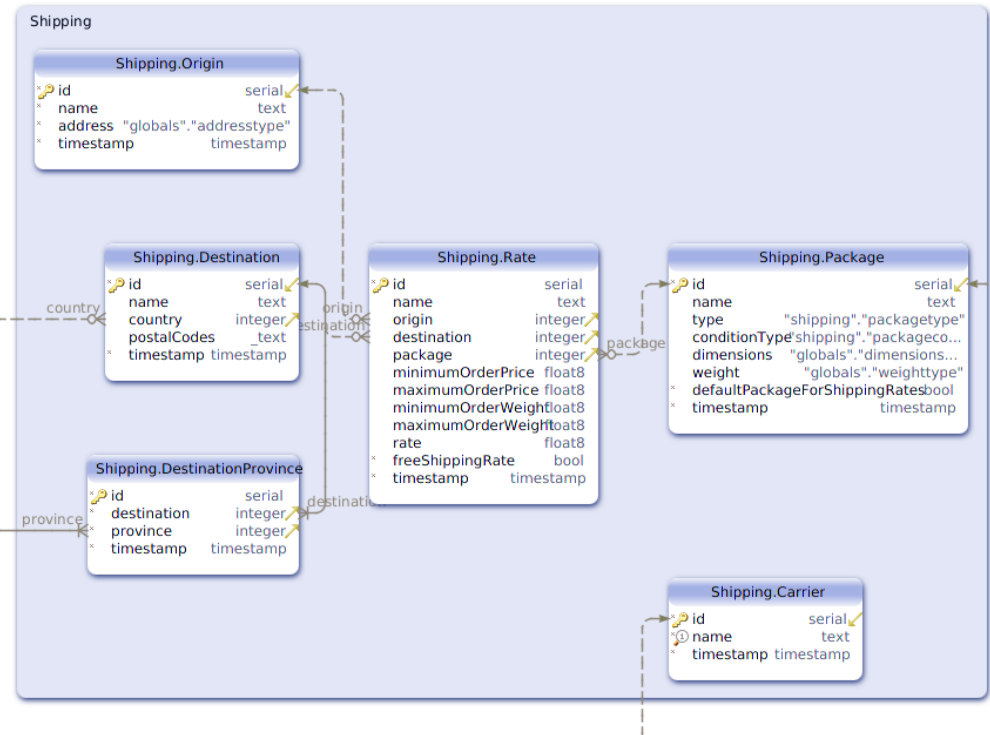 Shipping
Shipping.Origin
id serial
name text
address "globals"."addresstype"
timestamp timestamp
Shipping.Destination
id serial
name text
country integer
postalCodes _text
timestamp timestamp
country
origin
estination
Shipping.Rate
id serial
name text
origin integer
destination integer
package integer
minimumOrderPrice float8
maximumOrderPrice float8
minimumOrderWeight float8
maximumOrderWeight float8
rate float8
freeShippingRate bool
timestamp timestamp
package
Shipping.Package
id serial
name text
type "shipping"."packagetype"
conditionType "shipping"."packageco...
dimensions "globals"."dimensions...
weight "globals"."weighttype"
defaultPackageForShippingRates bool
timestamp timestamp
Shipping.DestinationProvince
id serial
destination integer
province integer
timestamp timestamp
province
destination
Shipping.Carrier
id serial
name text
timestamp timestamp